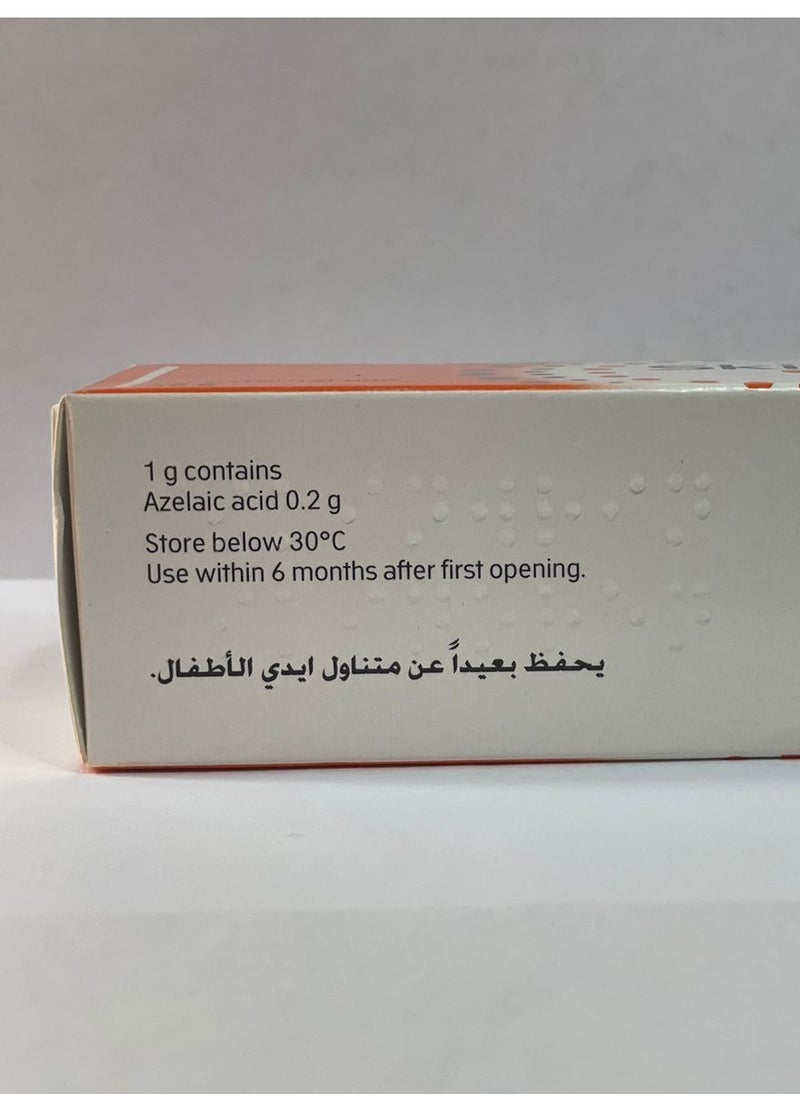 1 g contains
Azelaic acid 0.2 g
Store below 30°C
Use within 6 months after first opening.
يحفظ بعيداً عن متناول ايدي الأطفال.